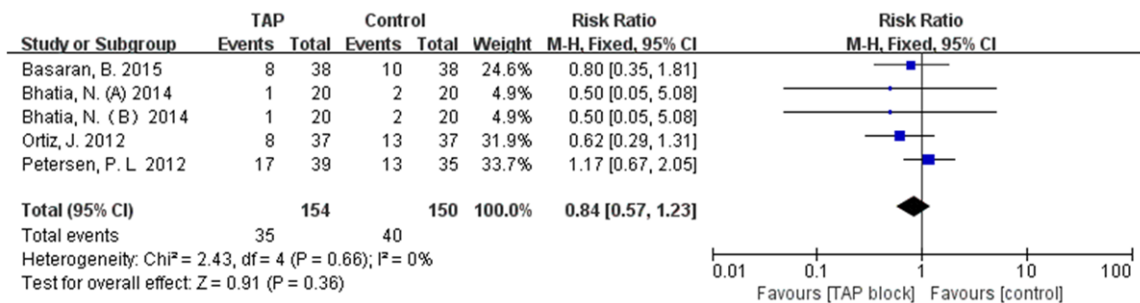 TAP Control Risk Ratio Risk Ratio
Study or Subgroup Events Total Events Total Weight M-H, Fixed, 95% CI M-H, Fixed, 95% CI
Basaran, B. 2015 8 38 10 38 24.6% 0.80 [0.35, 1.81]
Bhatia, N. (A) 2014 1 20 2 20 4.9% 0.50 [0.05, 5.08]
Bhatia, N. (B) 2014 1 20 2 20 4.9% 0.50 [0.05, 5.08]
Ortiz, J. 2012 8 37 13 37 31.9% 0.62 [0.29, 1.31]
Petersen, P. L. 2012 17 39 13 35 33.7% 1.17 [0.67, 2.05]
Total (95% CI) 154 150 100.0% 0.84 [0.57, 1.23]
Total events 35 40
Heterogeneity: Chi² = 2.43, df = 4 (P = 0.66); I² = 0%
Test for overall effect: Z = 0.91 (P = 0.36)
0.01 0.1 1 10 100
Favours [TAP block] Favours [control]